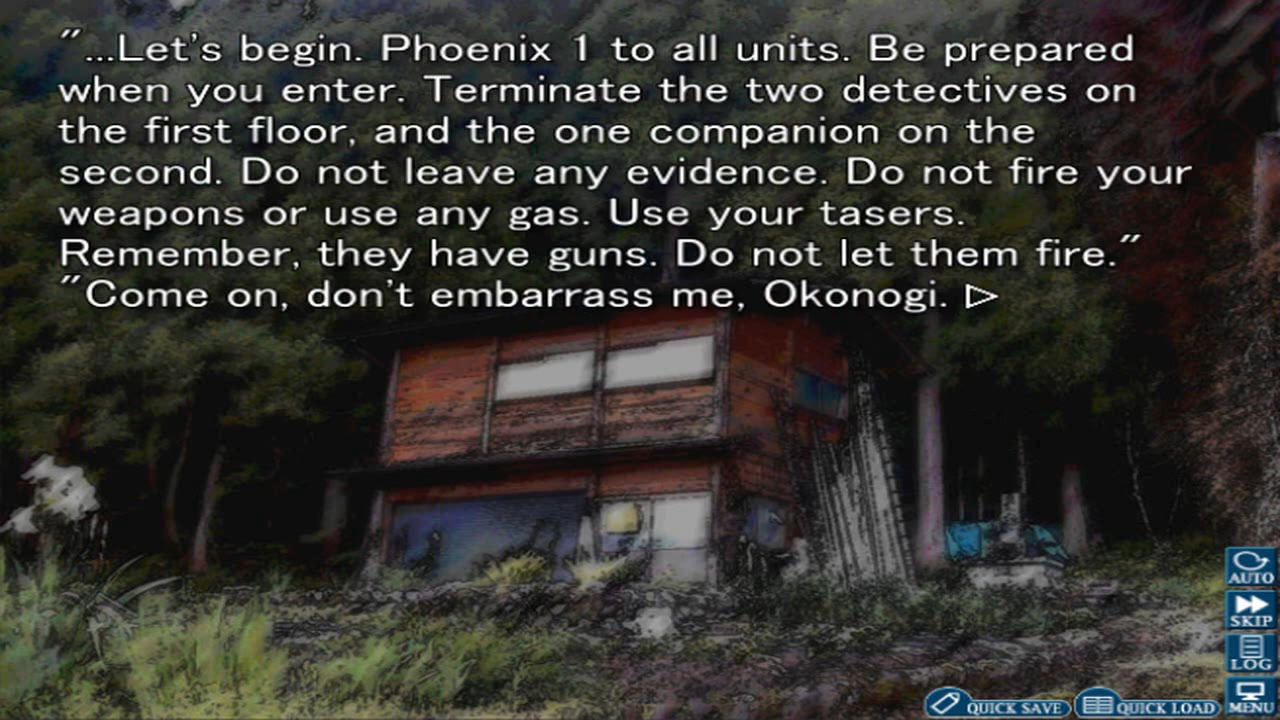 "...Let's begin. Phoenix 1 to all units. Be prepared
when you enter. Terminate the two detectives on
the first floor, and the one companion on the
second. Do not leave any evidence. Do not fire your
weapons or use any gas. Use your tasers.
Remember, they have guns. Do not let them fire."
"Come on, don't embarrass me, Okonogi.
AUTO
SKIP
LOG
MENU
QUICK SAVE
QUICK LOAD